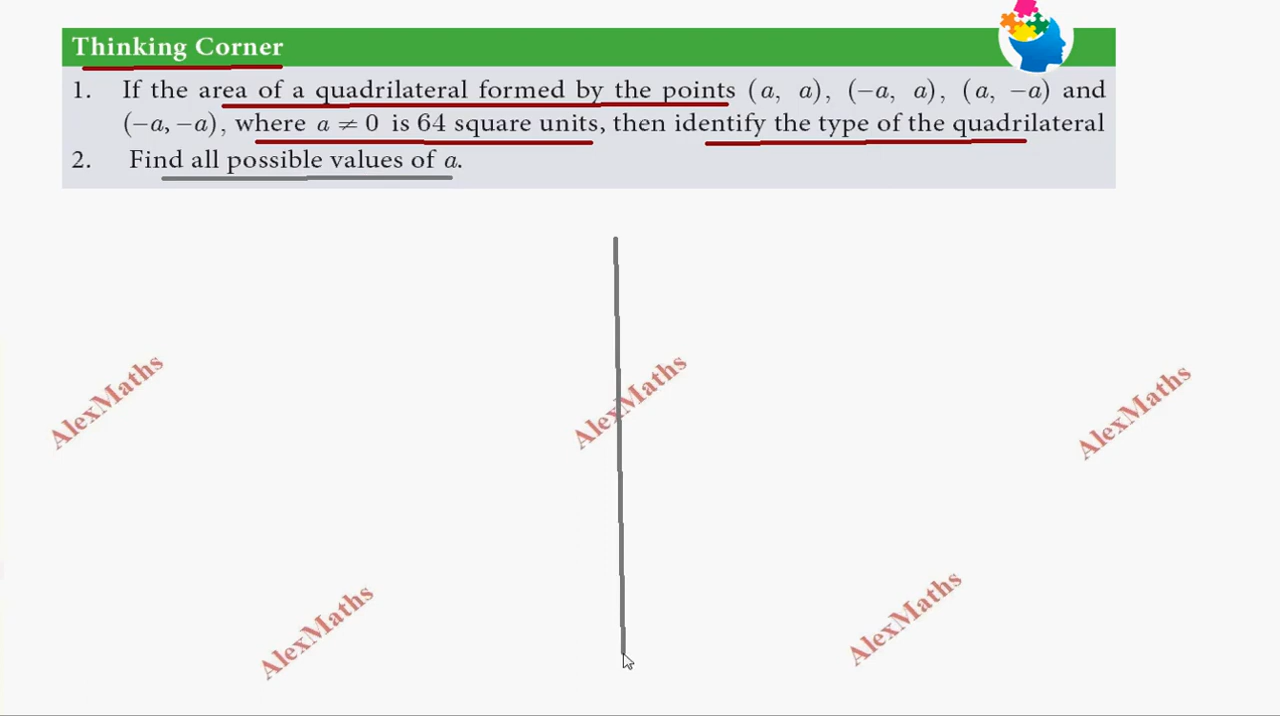 Thinking Corner
1. If the area of a quadrilateral formed by the points (a, a), (−a, a), (a, −a) and
(−a, −a), where a ≠ 0 is 64 square units, then identify the type of the quadrilateral
2. Find all possible values of a.
AlexMaths
AlexMaths
AlexMaths
AlexMaths
AlexMaths